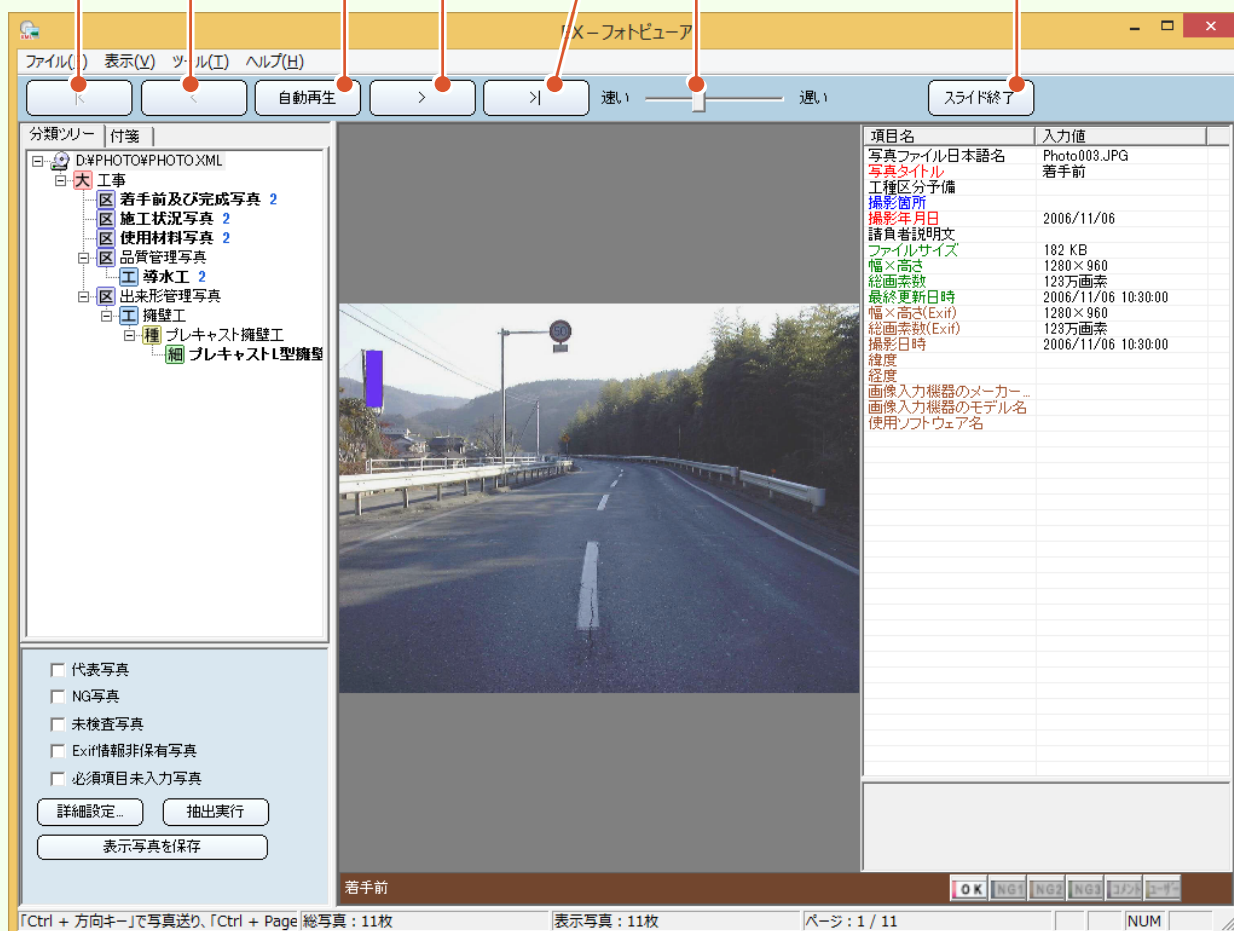 EX－フォトビューア
ファイル( ) 表示(V) ツール(T) ヘルプ(H)
|< < 自動再生 > >| 速い 遅い スライド終了
分類ツリー 付箋
D:¥PHOTO¥PHOTO.XML
大 工事
区 着手前及び完成写真 2
区 施工状況写真 2
区 使用材料写真 2
区 品質管理写真
工 導水工 2
区 出来形管理写真
工 擁壁工
種 プレキャスト擁壁工
細 プレキャストL型擁壁
代表写真
NG写真
未検査写真
Exif情報非保有写真
必須項目未入力写真
詳細設定... 抽出実行
表示写真を保存
50
着手前
項目名 入力値
写真ファイル日本語名 Photo003.JPG
写真タイトル 着手前
工種区分予備
撮影箇所
撮影年月日 2006/11/06
請負者説明文
ファイルサイズ 182 KB
幅×高さ 1280×960
総画素数 123万画素
最終更新日時 2006/11/06 10:30:00
幅×高さ(Exif) 1280×960
総画素数(Exif) 123万画素
撮影日時 2006/11/06 10:30:00
緯度
経度
画像入力機器のメーカー...
画像入力機器のモデル名
使用ソフトウェア名
OK NG1 NG2 NG3 コメント ユーザー
「Ctrl + 方向キー」で写真送り、「Ctrl + Page 総写真：11枚 表示写真：11枚 ページ：1 / 11 NUM